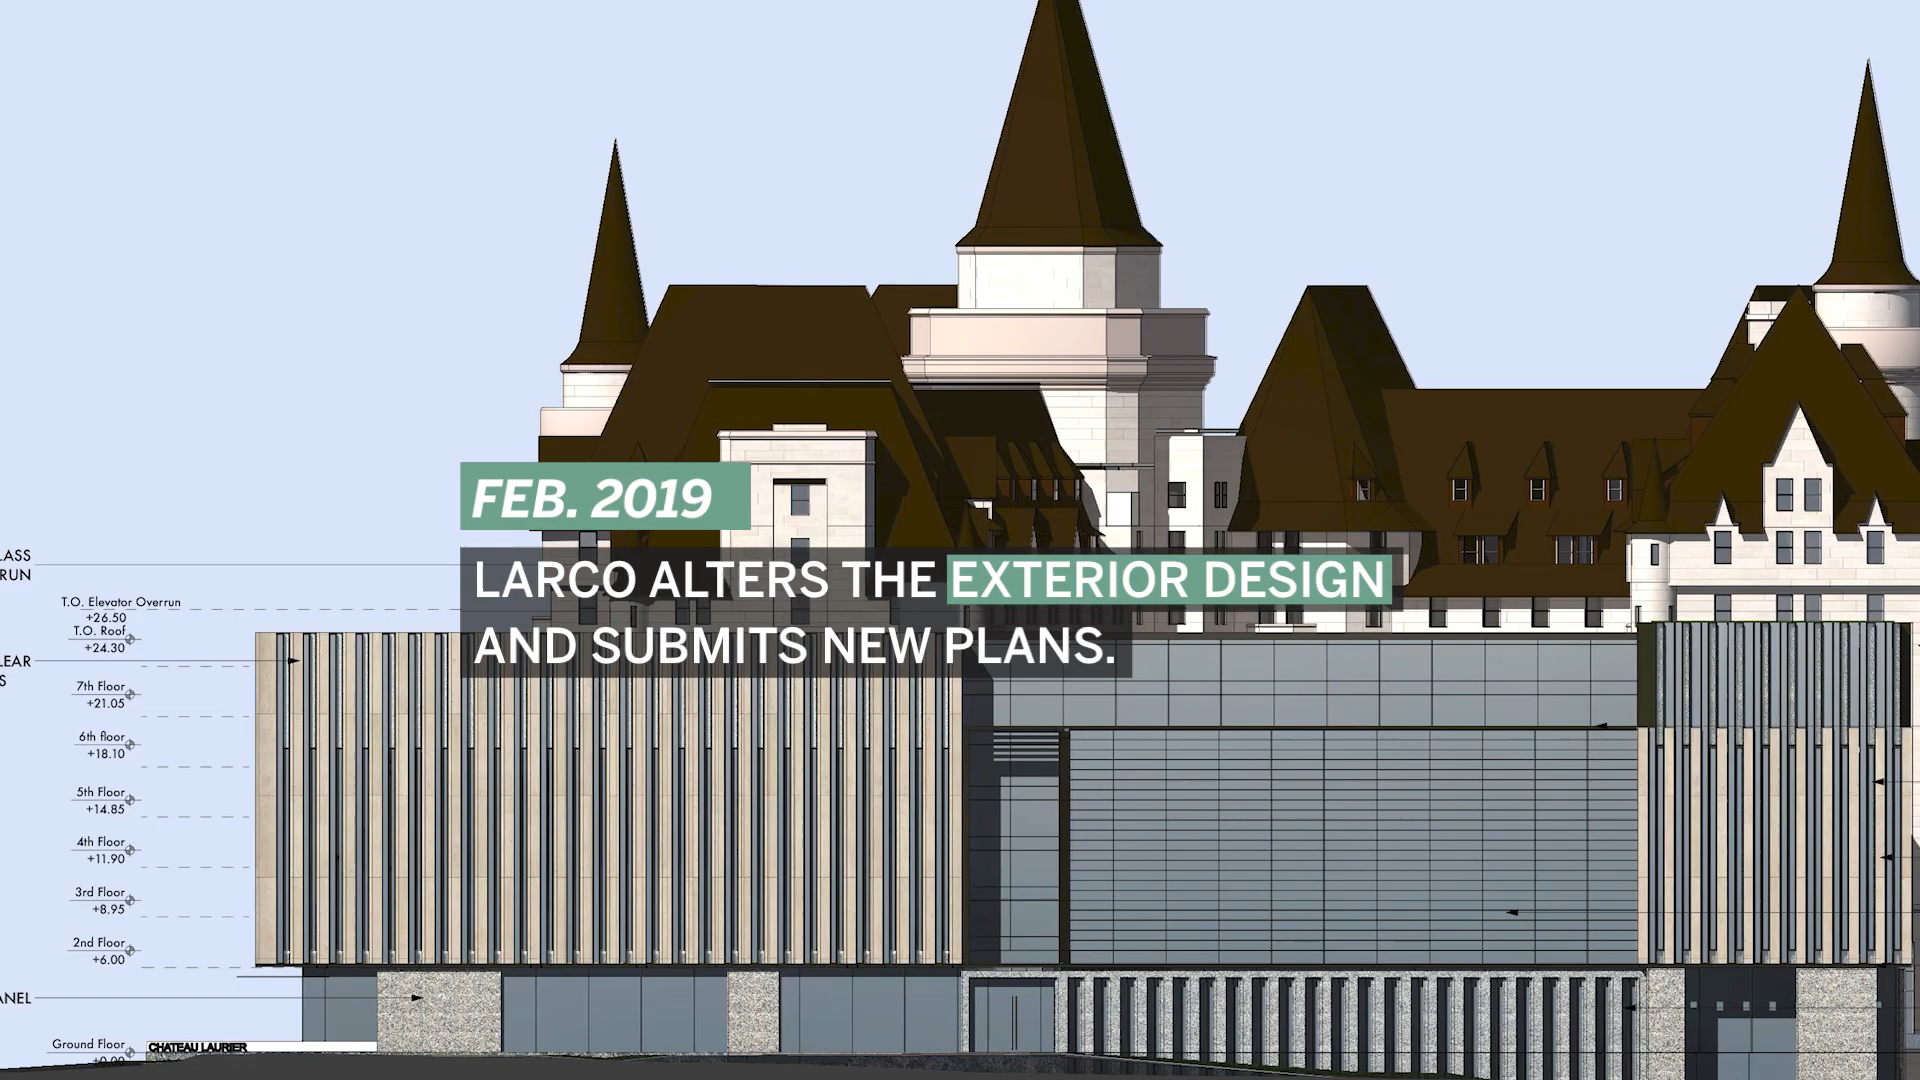 FEB. 2019
LARCO ALTERS THE EXTERIOR DESIGN
AND SUBMITS NEW PLANS.
LASS
RUN
T.O. Elevator Overrun
+26.50
T.O. Roof
+24.30
LEAR
S
7th Floor
+21.05
6th floor
+18.10
5th Floor
+14.85
4th Floor
+11.90
3rd Floor
+8.95
2nd Floor
+6.00
ANEL
Ground Floor
+0.00
CHATEAU LAURIER